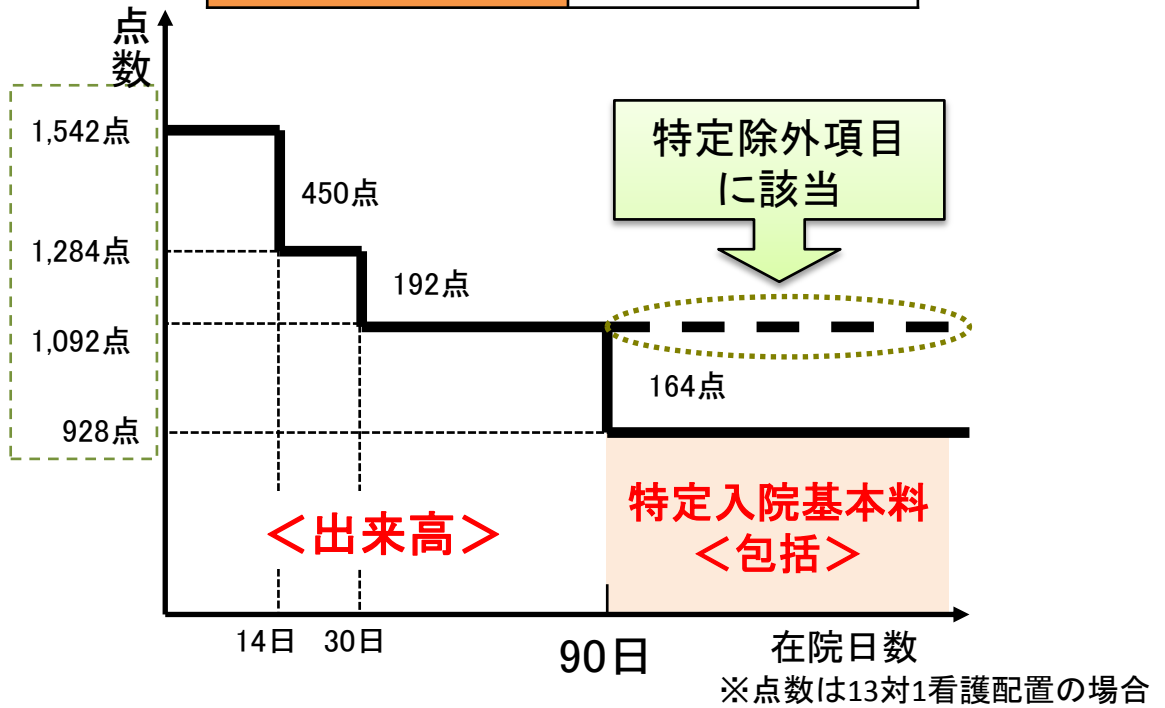 点
数
1,542点
1,284点
1,092点
928点
450点
192点
164点
特定除外項目
に該当
＜出来高＞
特定入院基本料
＜包括＞
14日
30日
90日
在院日数
※点数は13対1看護配置の場合